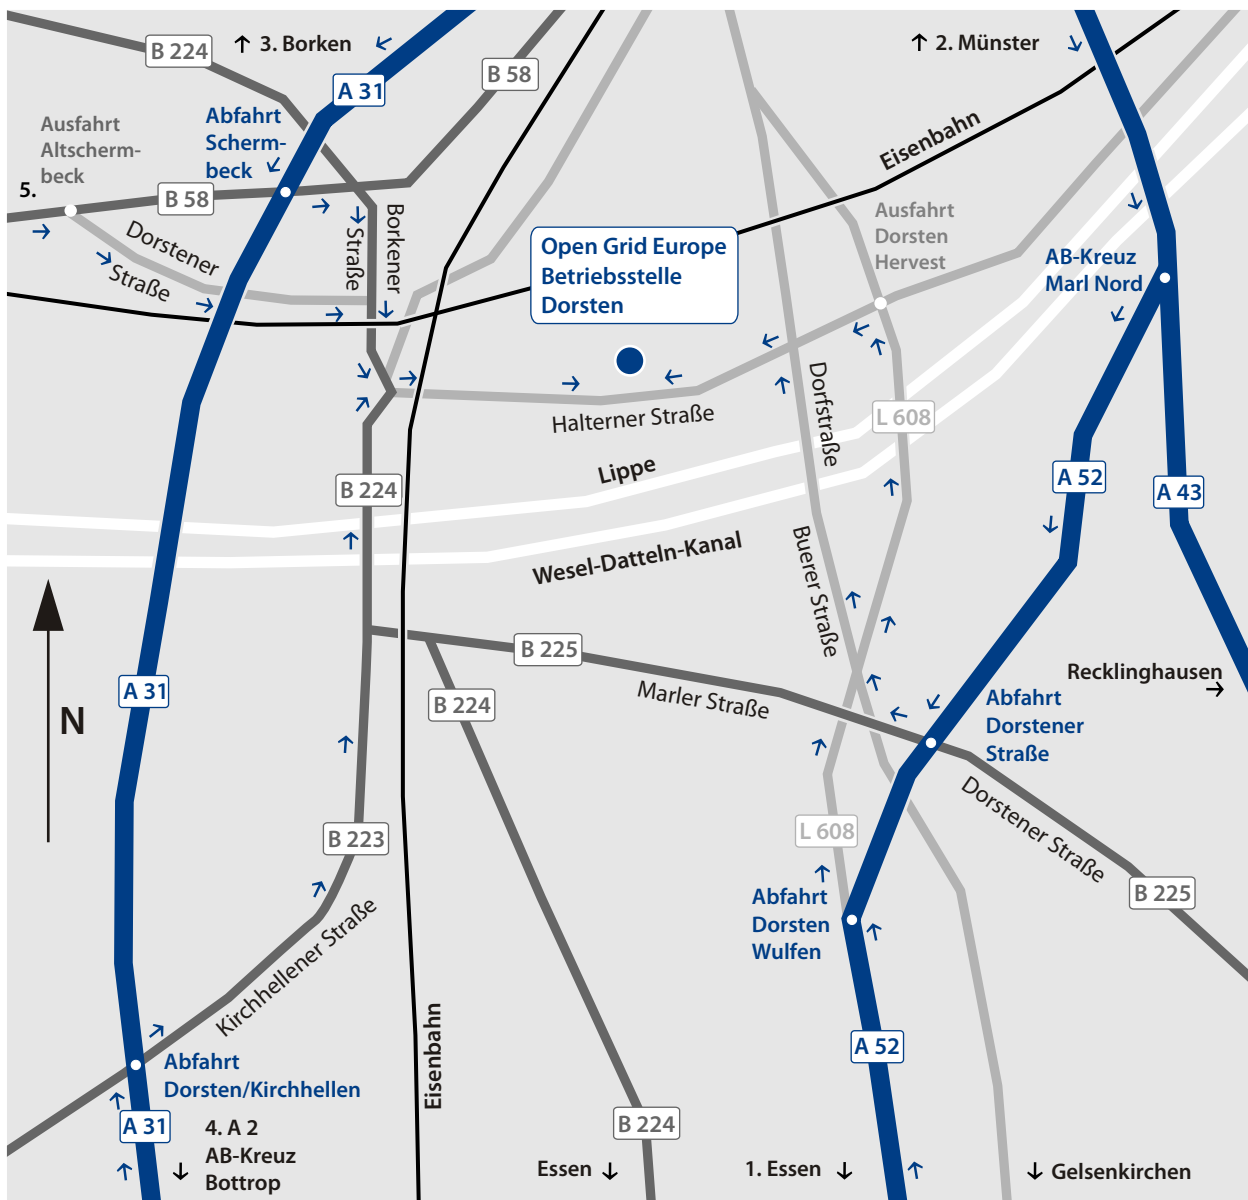 B 224
↑ 3. Borken
↑ 2. Münster
B 58
A 31
Abfahrt
Scherm-
beck
Ausfahrt
Altscherm-
beck
5.
B 58
Eisenbahn
Dorstener
Straße
Borkener
Straße
Open Grid Europe
Betriebsstelle
Dorsten
Ausfahrt
Dorsten
Hervest
AB-Kreuz
Marl Nord
Halterner Straße
Dorfstraße
L 608
Lippe
B 224
A 52
A 43
Wesel-Datteln-Kanal
Buerer Straße
B 225
Marler Straße
Recklinghausen
→
A 31
N
B 224
Abfahrt
Dorstener
Straße
Dorstener Straße
B 223
L 608
B 225
Kirchhellener Straße
Abfahrt
Dorsten
Wulfen
Eisenbahn
A 52
Abfahrt
Dorsten/Kirchhellen
A 31
4. A 2
AB-Kreuz
Bottrop
B 224
Essen ↓
1. Essen ↓
↓ Gelsenkirchen